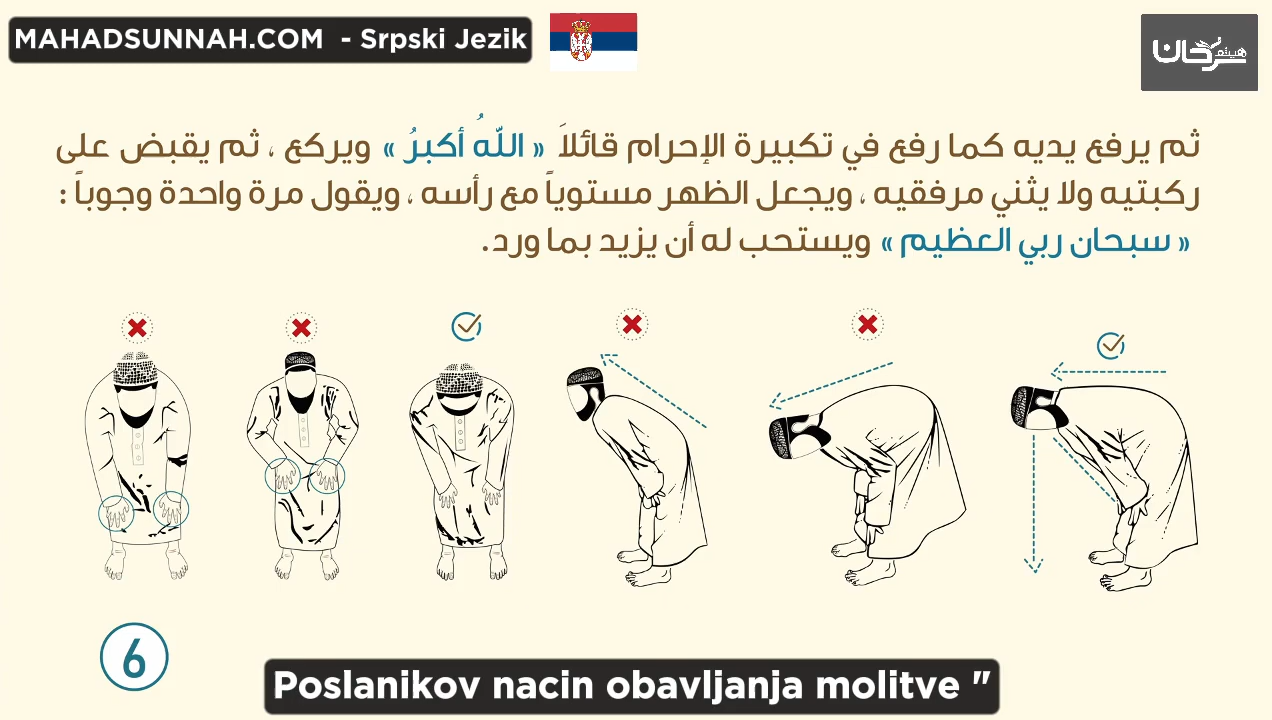 MAHADSUNNAH.COM - Srpski Jezik
هيثم سرحان
ثم يرفع يديه كما رفع في تكبيرة الإحرام قائلاً « اللّهُ أكبرُ » ويركع ، ثم يقبض على
ركبتيه ولا يثني مرفقيه ، ويجعل الظهر مستوياً مع رأسه ، ويقول مرة واحدة وجوباً :
« سبحان ربي العظيم » ويستحب له أن يزيد بما ورد.
6
Poslanikov nacin obavljanja molitve "